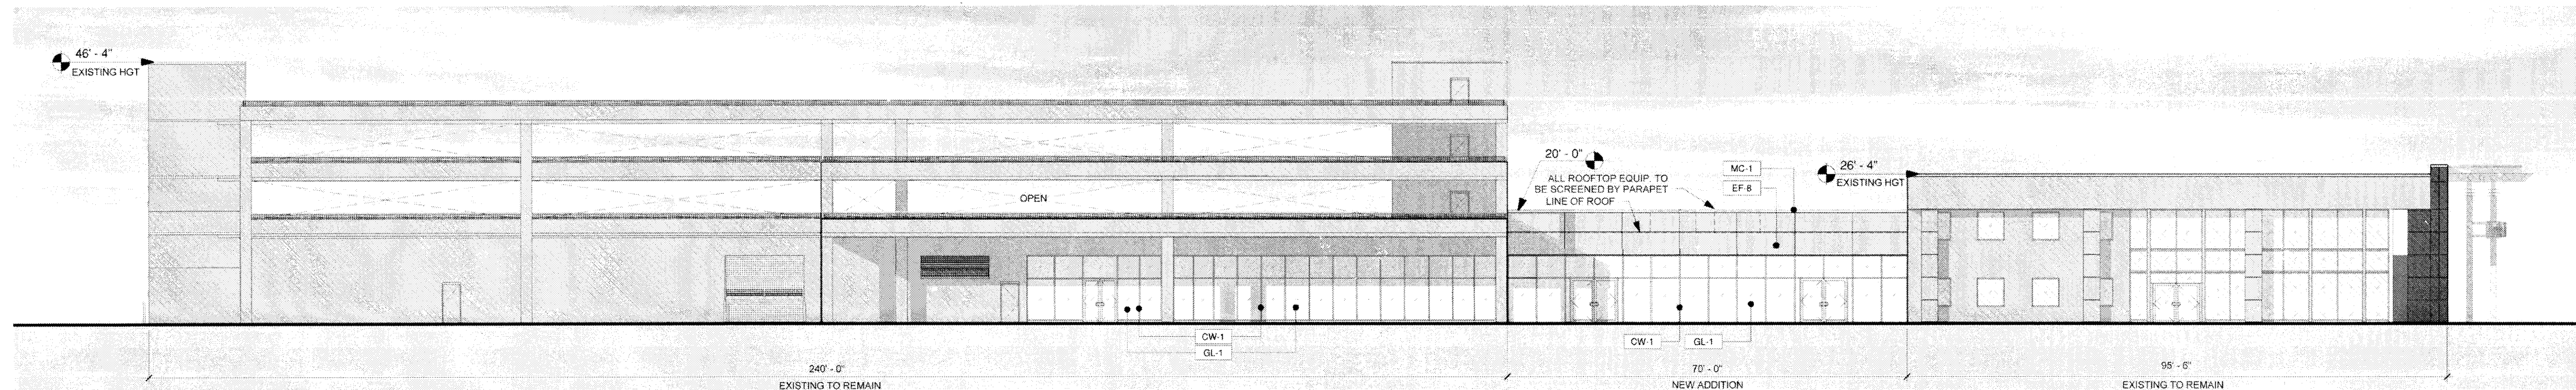 46' - 4"
EXISTING HGT
OPEN
20' - 0"
ALL ROOFTOP EQUIP. TO
BE SCREENED BY PARAPET
LINE OF ROOF
MC-1
EF-8
26' - 4"
EXISTING HGT
CW-1
GL-1
CW-1
GL-1
240' - 0"
EXISTING TO REMAIN
70' - 0"
NEW ADDITION
95' - 6"
EXISTING TO REMAIN